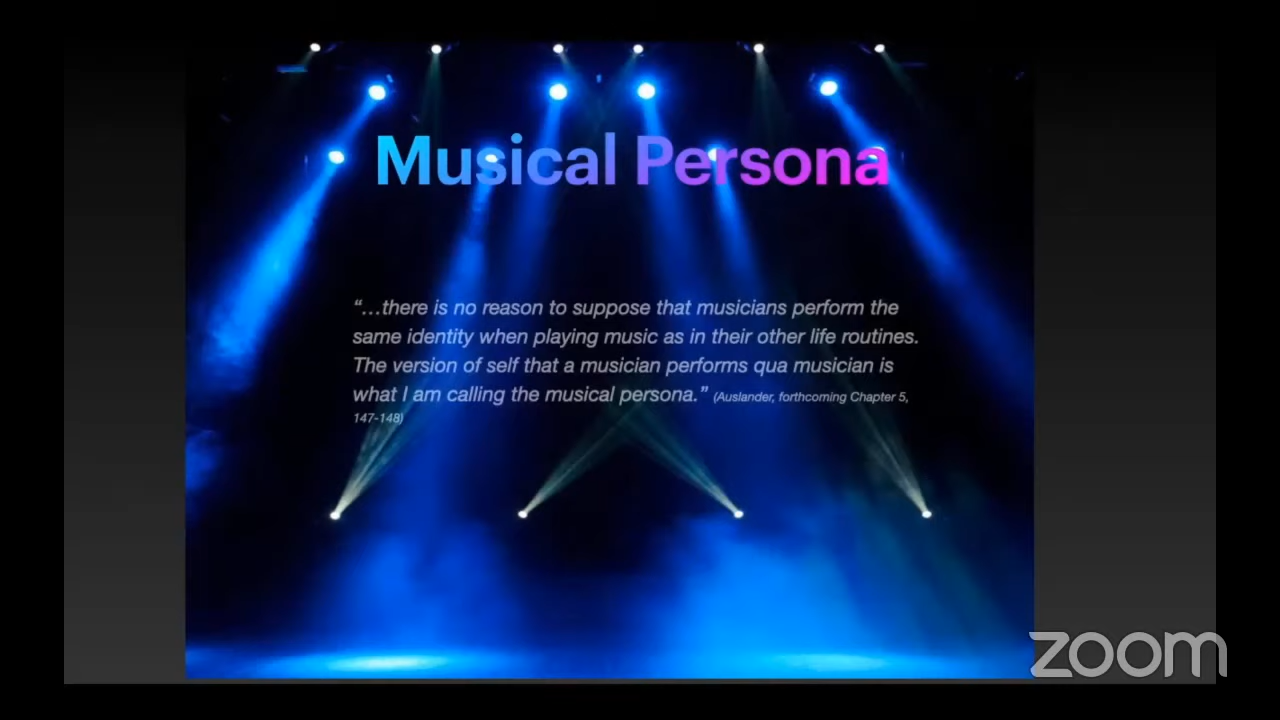 Musical Persona
“…there is no reason to suppose that musicians perform the
same identity when playing music as in their other life routines.
The version of self that a musician performs qua musician is
what I am calling the musical persona.” (Auslander, forthcoming Chapter 5,
147-148)
zoom